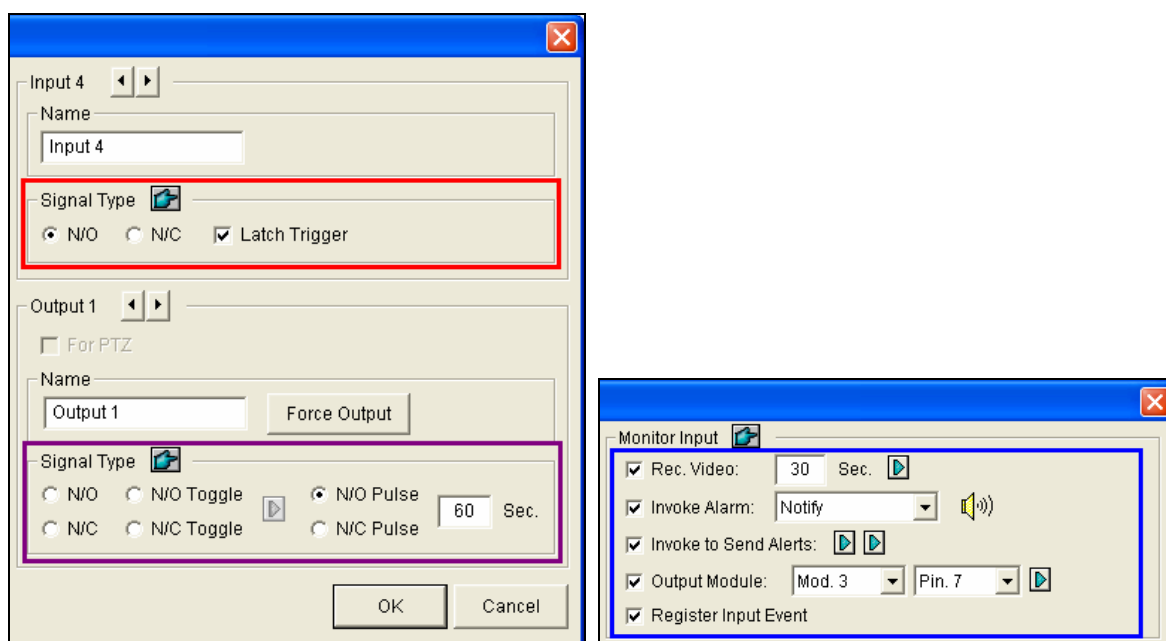 Input 4
Name
Input 4
Signal Type
N/O N/C Latch Trigger
Output 1
For PTZ
Name
Output 1 Force Output
Signal Type
N/O N/O Toggle N/O Pulse 60 Sec.
N/C N/C Toggle N/C Pulse
OK Cancel
Monitor Input
Rec. Video: 30 Sec.
Invoke Alarm: Notify
Invoke to Send Alerts:
Output Module: Mod. 3 Pin. 7
Register Input Event